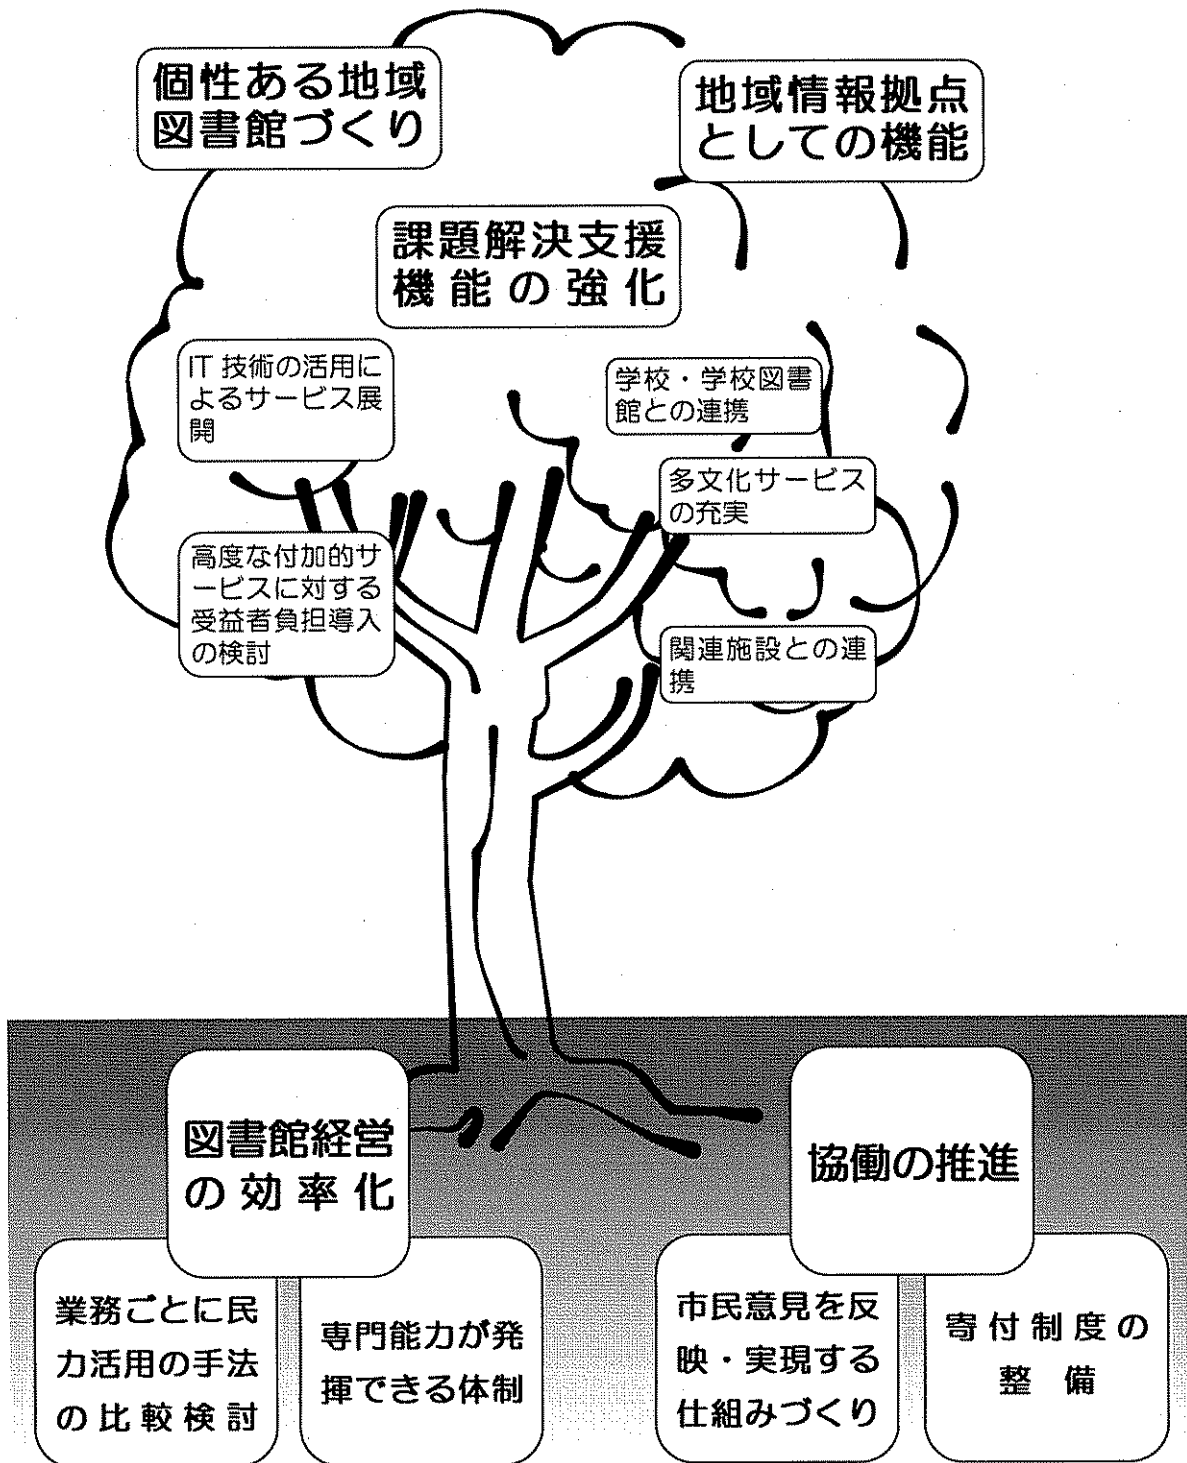 個性ある地域
図書館づくり
地域情報拠点
としての機能
課題解決支援
機能の強化
IT 技術の活用に
よるサービス展
開
学校・学校図書
館との連携
多文化サービス
の充実
高度な付加的サ
ービスに対する
受益者負担導入
の検討
関連施設との連
携
図書館経営
の効率化
協働の推進
業務ごとに民
力活用の手法
の比較検討
専門能力が発
揮できる体制
市民意見を反
映・実現する
仕組みづくり
寄付制度の
整備